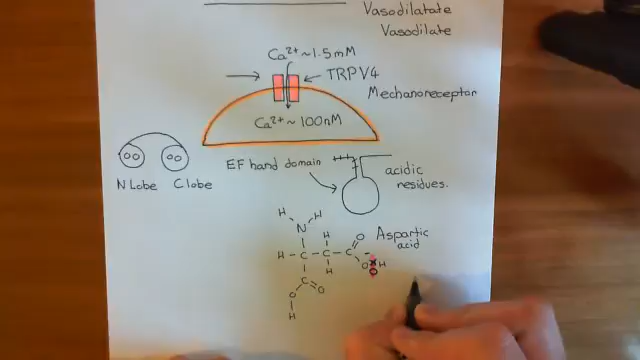 Vasodilatate
Vasodilate
Ca²⁺ ~ 1.5mM
TRPV4
Mechanoreceptor
Ca²⁺ ~ 100nM
EF hand domain
acidic
residues.
N Lobe
C lobe
H H
N
H
O
Aspartic
acid
H - C - C - C
O H
H
C
O O
H